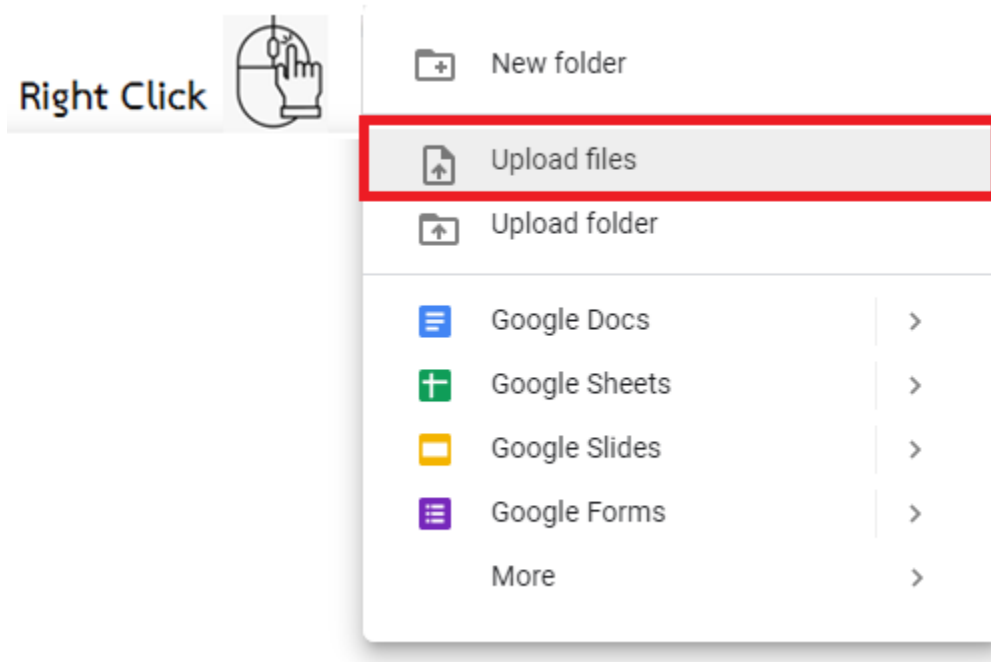 Right Click
New folder
Upload files
Upload folder
Google Docs
Google Sheets
Google Slides
Google Forms
More